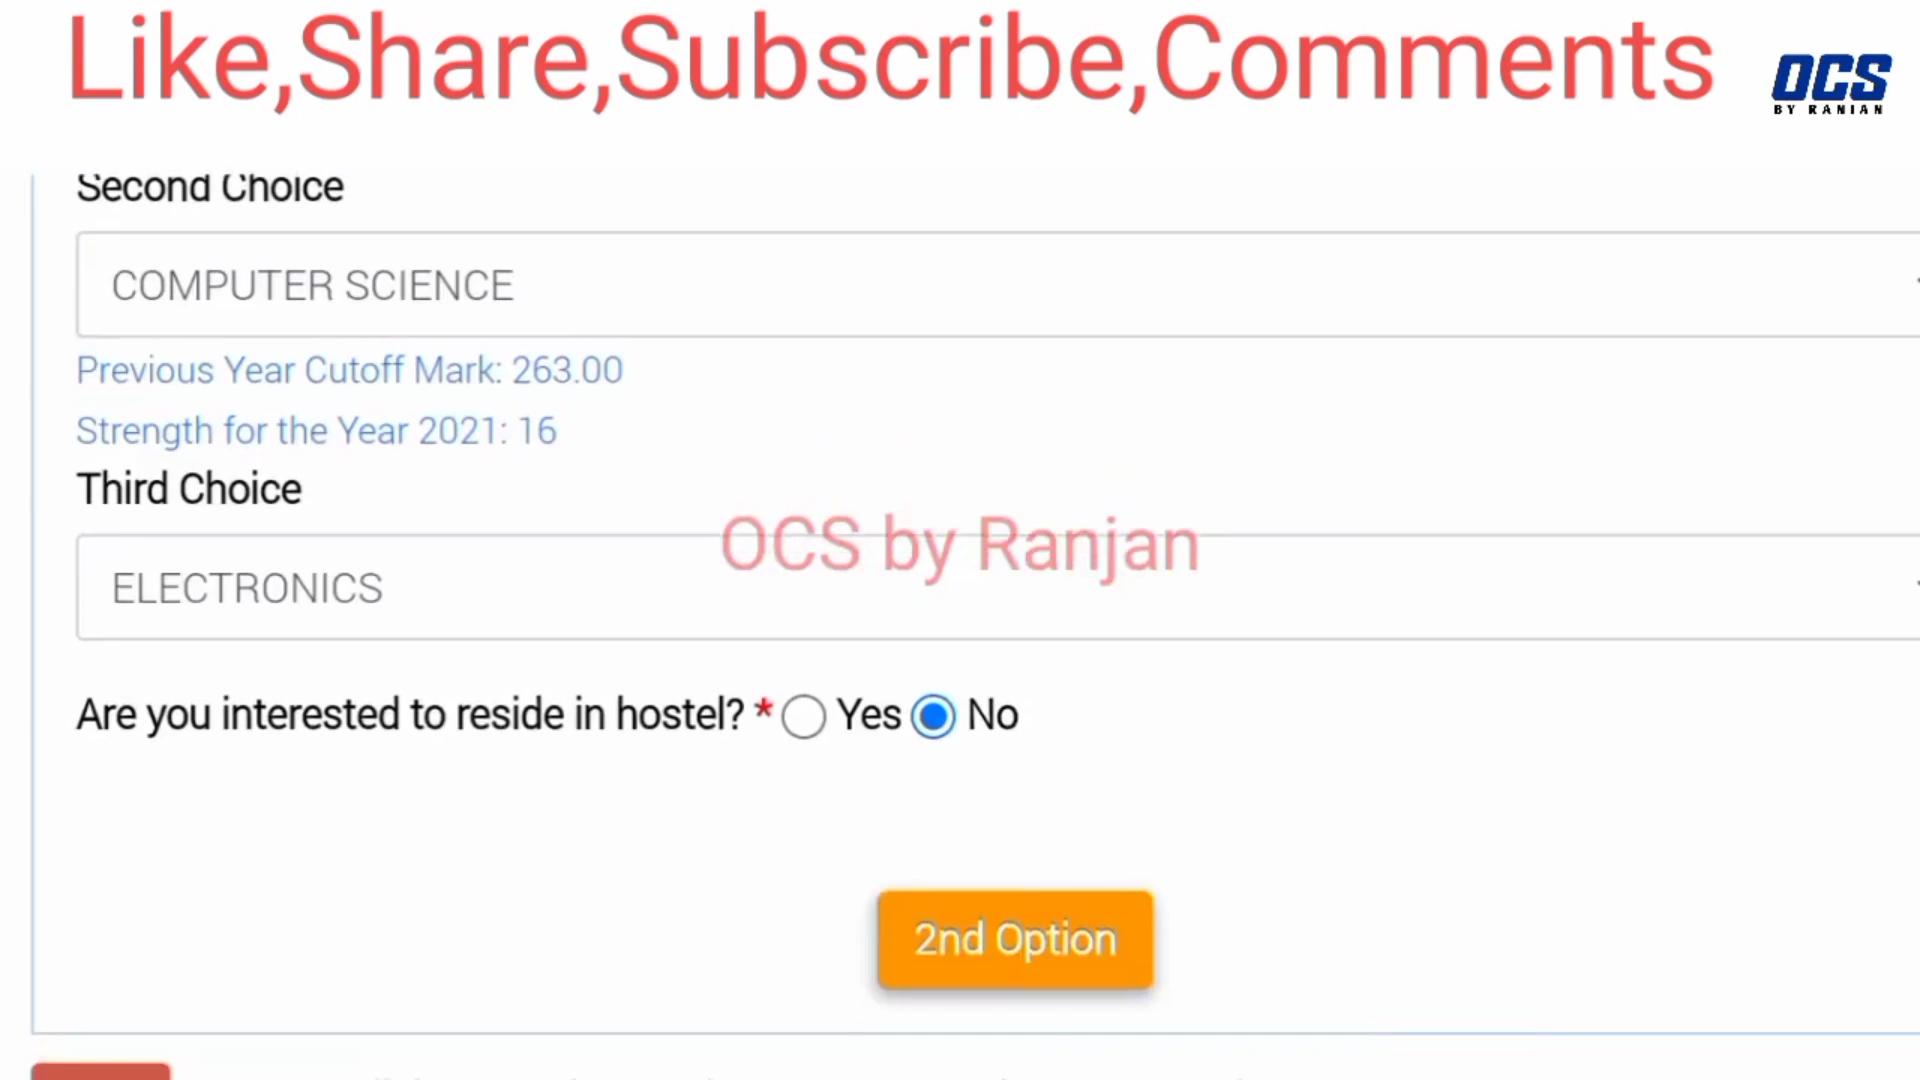 Like,Share,Subscribe,Comments
OCS
BY RANJAN
Second Choice
COMPUTER SCIENCE
Previous Year Cutoff Mark: 263.00
Strength for the Year 2021: 16
Third Choice
OCS by Ranjan
ELECTRONICS
Are you interested to reside in hostel? * Yes No
2nd Option